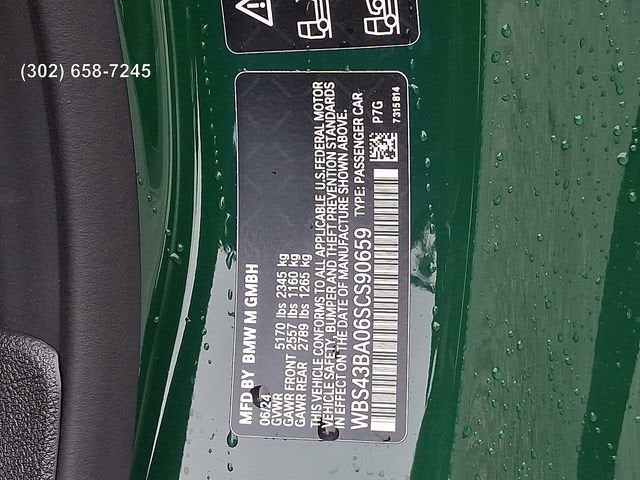 (302) 658-7245
MFD BY BMW M GMBH
06/24
GVWR 5170 lbs 2345 kg
GAWR FRONT 2557 lbs 1160 kg
GAWR REAR 2789 lbs 1265 kg
THIS VEHICLE CONFORMS TO ALL APPLICABLE U.S.FEDERAL MOTOR
VEHICLE SAFETY, BUMPER AND THEFT PREVENTION STANDARDS
IN EFFECT ON THE DATE OF MANUFACTURE SHOWN ABOVE.
WBS43BA06SCS90659 TYPE: PASSENGER CAR
P7G
7315814